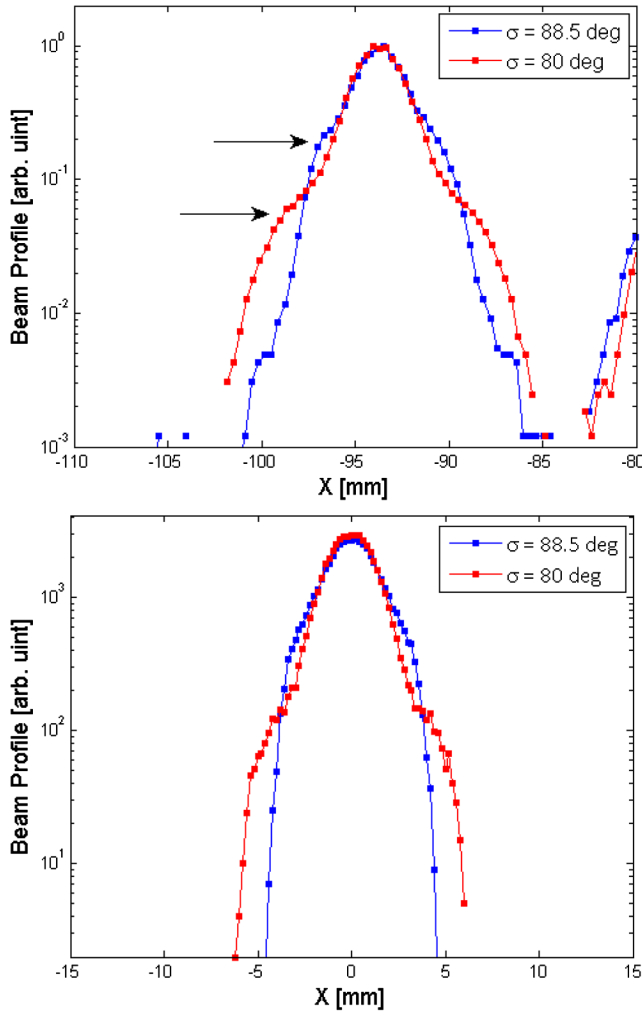 σ = 88.5 deg
σ = 80 deg
Beam Profile [arb. uint]
10^0
10^-1
10^-2
10^-3
-110 -105 -100 -95 -90 -85 -80
X [mm]
σ = 88.5 deg
σ = 80 deg
Beam Profile [arb. uint]
10^3
10^2
10^1
-15 -10 -5 0 5 10 15
X [mm]